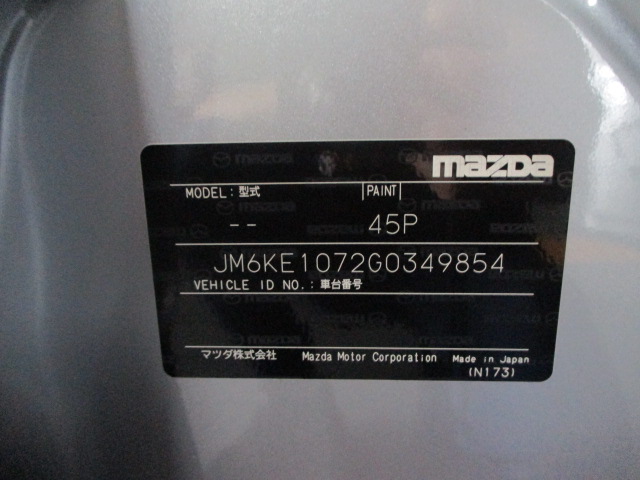 mazda
MODEL: 型式 PAINT
-- 45P
JM6KE1072G0349854
VEHICLE ID NO.: 車台番号
マツダ株式会社 Mazda Motor Corporation Made in Japan
(N173)